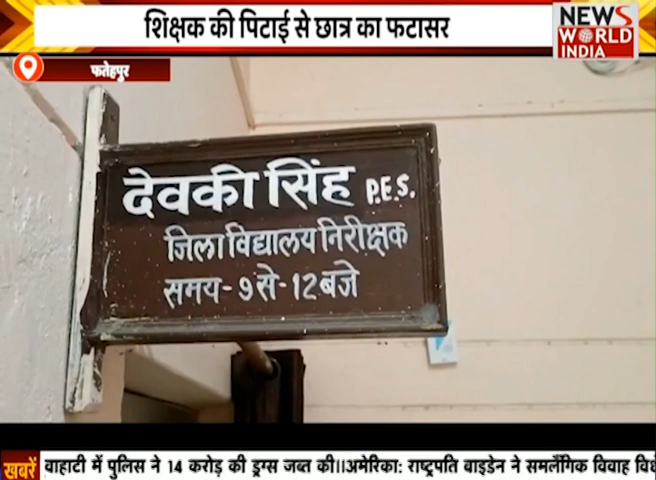 शिक्षक की पिटाई से छात्र का फटासर
NEWS
WORLD
INDIA
फतेहपुर
देवकी सिंह P.E.S.
जिला विद्यालय निरीक्षक
समय - 9 से - 12 बजे
खबरें वाहाटी में पुलिस ने 14 करोड़ की ड्रग्स जब्त की।।अमेरिका: राष्ट्रपति बाइडेन ने समलैंगिक विवाह